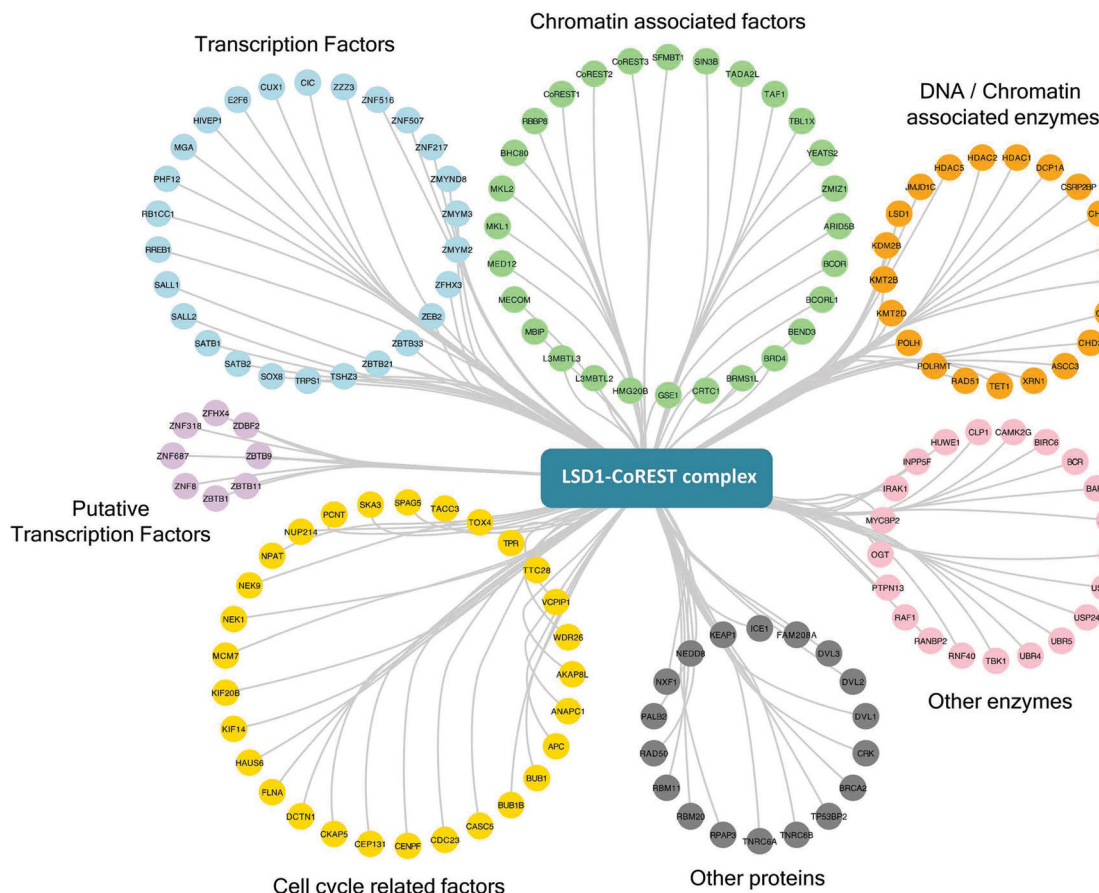 Chromatin associated factors
Transcription Factors
DNA / Chromatin
associated enzymes
CUX1
CIC
ZZZ3
ZNF516
ZNF507
ZNF217
ZMYND8
ZMYM3
ZMYM2
ZFHX3
ZEB2
ZBTB33
ZBTB21
TSHZ3
TRPS1
SOX8
SATB2
SATB1
SALL2
SALL1
RREB1
RB1CC1
PHF12
MGA
HIVEP1
E2F6
CoREST3
SFMBT1
SIN3B
TADA2L
TAF1
TBL1X
YEATS2
ZMIZ1
ARID5B
BCOR
BCORL1
BEND3
BRD4
BRMS1L
CRTC1
GSE1
HMG20B
L3MBTL2
L3MBTL3
MBIP
MECOM
MED12
MKL1
MKL2
BHC80
RBBP8
CoREST1
CoREST2
HDAC5
HDAC2
HDAC1
DCP1A
CSRP2BP
ASCC3
XRN1
TET1
RAD51
POLRMT
POLH
KMT2D
KMT2B
KDM2B
LSD1
JMJD1C
LSD1-CoREST complex
ZFHX4
ZDBF2
ZBTB9
ZBTB11
ZBTB1
ZNF8
ZNF687
ZNF318
Putative
Transcription Factors
HUWE1
CLP1
CAMK2G
BIRC6
BCR
USP24
UBR5
UBR4
TBK1
RNF40
RANBP2
RAF1
PTPN13
OGT
MYCBP2
IRAK1
INPP5F
Other enzymes
SKA3
SPAG5
TACC3
TOX4
TPR
TTC28
VCPIP1
WDR26
AKAP8L
ANAPC1
APC
BUB1
BUB1B
CASC5
CDC23
CENPF
CEP131
CKAP5
DCTN1
FLNA
HAUS6
KIF14
KIF20B
MCM7
NEK1
NEK9
NPAT
NUP214
PCNT
Cell cycle related factors
KEAP1
ICE1
FAM208A
DVL3
DVL2
DVL1
CRK
BRCA2
TP53BP2
TNRC6B
TNRC6A
RPAP3
RBM20
RBM11
RAD50
PALB2
NXF1
NEDD8
Other proteins